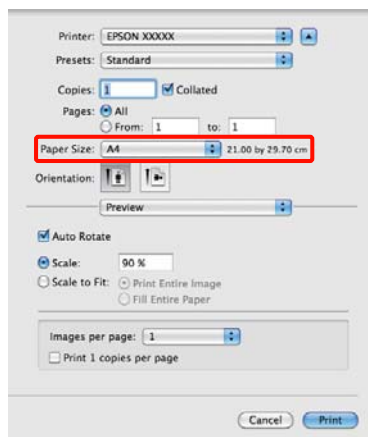 Printer: EPSON XXXXX
Presets: Standard
Copies: 1 Collated
Pages: All
From: 1 to: 1
Paper Size: A4 21.00 by 29.70 cm
Orientation:
Preview
Auto Rotate
Scale: 90 %
Scale to Fit: Print Entire Image
Fill Entire Paper
Images per page: 1
Print 1 copies per page
Cancel Print